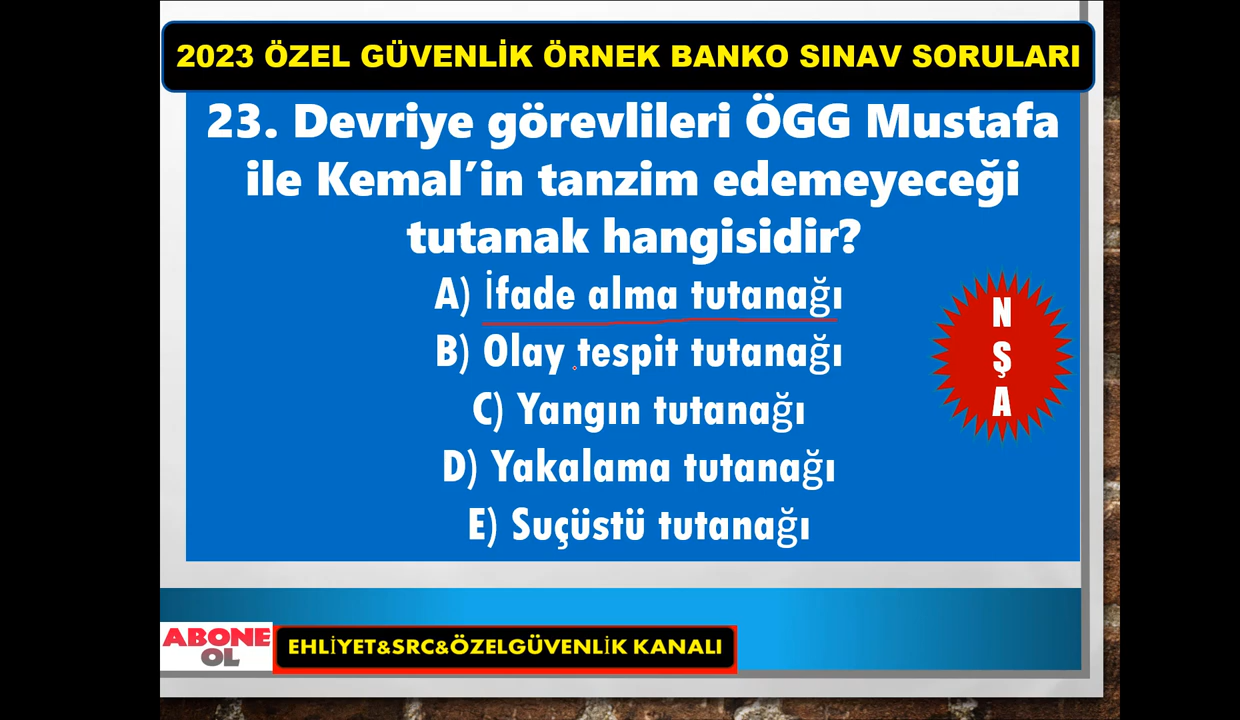 2023 ÖZEL GÜVENLİK ÖRNEK BANKO SINAV SORULARI
23. Devriye görevlileri ÖGG Mustafa
ile Kemal’in tanzim edemeyeceği
tutanak hangisidir?
A) İfade alma tutanağı
B) Olay tespit tutanağı
C) Yangın tutanağı
D) Yakalama tutanağı
E) Suçüstü tutanağı
N
Ş
A
ABONE
OL
EHLİYET&SRC&ÖZELGÜVENLİK KANALI